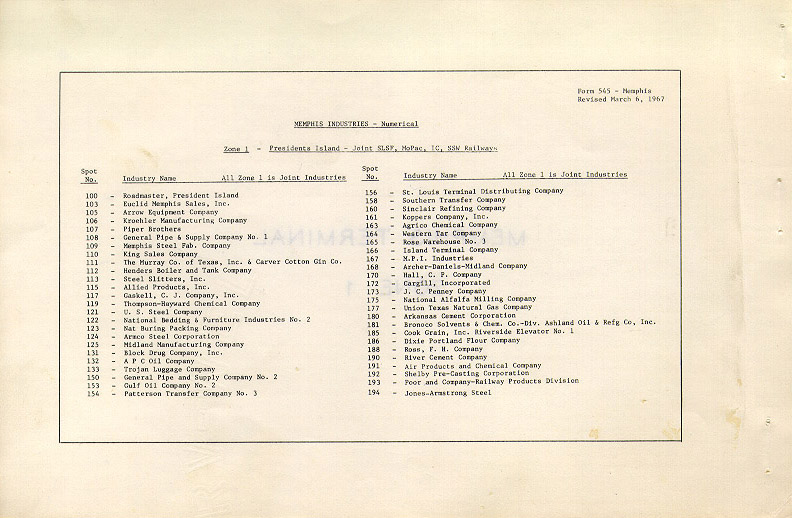 Form 545 - Memphis
Revised March 6, 1967
MEMPHIS INDUSTRIES - Numerical
Zone 1 - Presidents Island - Joint SLSF, MoPac, IC, SSW Railways
Spot
No. Industry Name All Zone 1 is Joint Industries
100 - Roadmaster, President Island
103 - Euclid Memphis Sales, Inc.
105 - Arrow Equipment Company
106 - Kroehler Manufacturing Company
107 - Piper Brothers
108 - General Pipe & Supply Company No. 1
109 - Memphis Steel Fab. Company
110 - King Sales Company
111 - The Murray Co. of Texas, Inc. & Carver Cotton Gin Co.
112 - Henders Boiler and Tank Company
113 - Steel Slitters, Inc.
115 - Allied Products, Inc.
117 - Gaskell, C. J. Company, Inc.
119 - Thompson-Hayward Chemical Company
121 - U. S. Steel Company
122 - National Bedding & Furniture Industries No. 2
123 - Nat Buring Packing Company
124 - Armco Steel Corporation
125 - Midland Manufacturing Company
131 - Block Drug Company, Inc.
132 - A P C Oil Company
133 - Trojan Luggage Company
150 - General Pipe and Supply Company No. 2
153 - Gulf Oil Company No. 2
154 - Patterson Transfer Company No. 3
Spot
No. Industry Name All Zone 1 is Joint Industries
156 - St. Louis Terminal Distributing Company
158 - Southern Transfer Company
160 - Sinclair Refining Company
161 - Koppers Company, Inc.
163 - Agrico Chemical Company
164 - Western Tar Company
165 - Rose Warehouse No. 3
166 - Island Terminal Company
167 - M.P.I. Industries
168 - Archer-Daniels-Midland Company
170 - Hall, C. P. Company
172 - Cargill, Incorporated
173 - J. C. Penney Company
175 - National Alfalfa Milling Company
177 - Union Texas Natural Gas Company
180 - Arkansas Cement Corporation
181 - Bronoco Solvents & Chem. Co.-Div. Ashland Oil & Refg Co, Inc.
185 - Cook Grain, Inc. Riverside Elevator No. 1
186 - Dixie Portland Flour Company
188 - Ross, F. H. Company
190 - River Cement Company
191 - Air Products and Chemical Company
192 - Shelby Pre-Casting Corporation
193 - Poor and Company-Railway Products Division
194 - Jones-Armstrong Steel